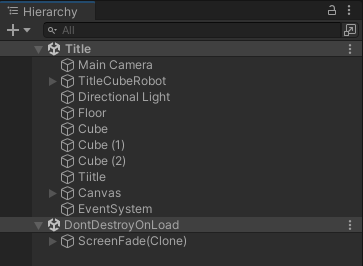 Hierarchy
All
Title
Main Camera
TitleCubeRobot
Directional Light
Floor
Cube
Cube (1)
Cube (2)
Tiitle
Canvas
EventSystem
DontDestroyOnLoad
ScreenFade(Clone)